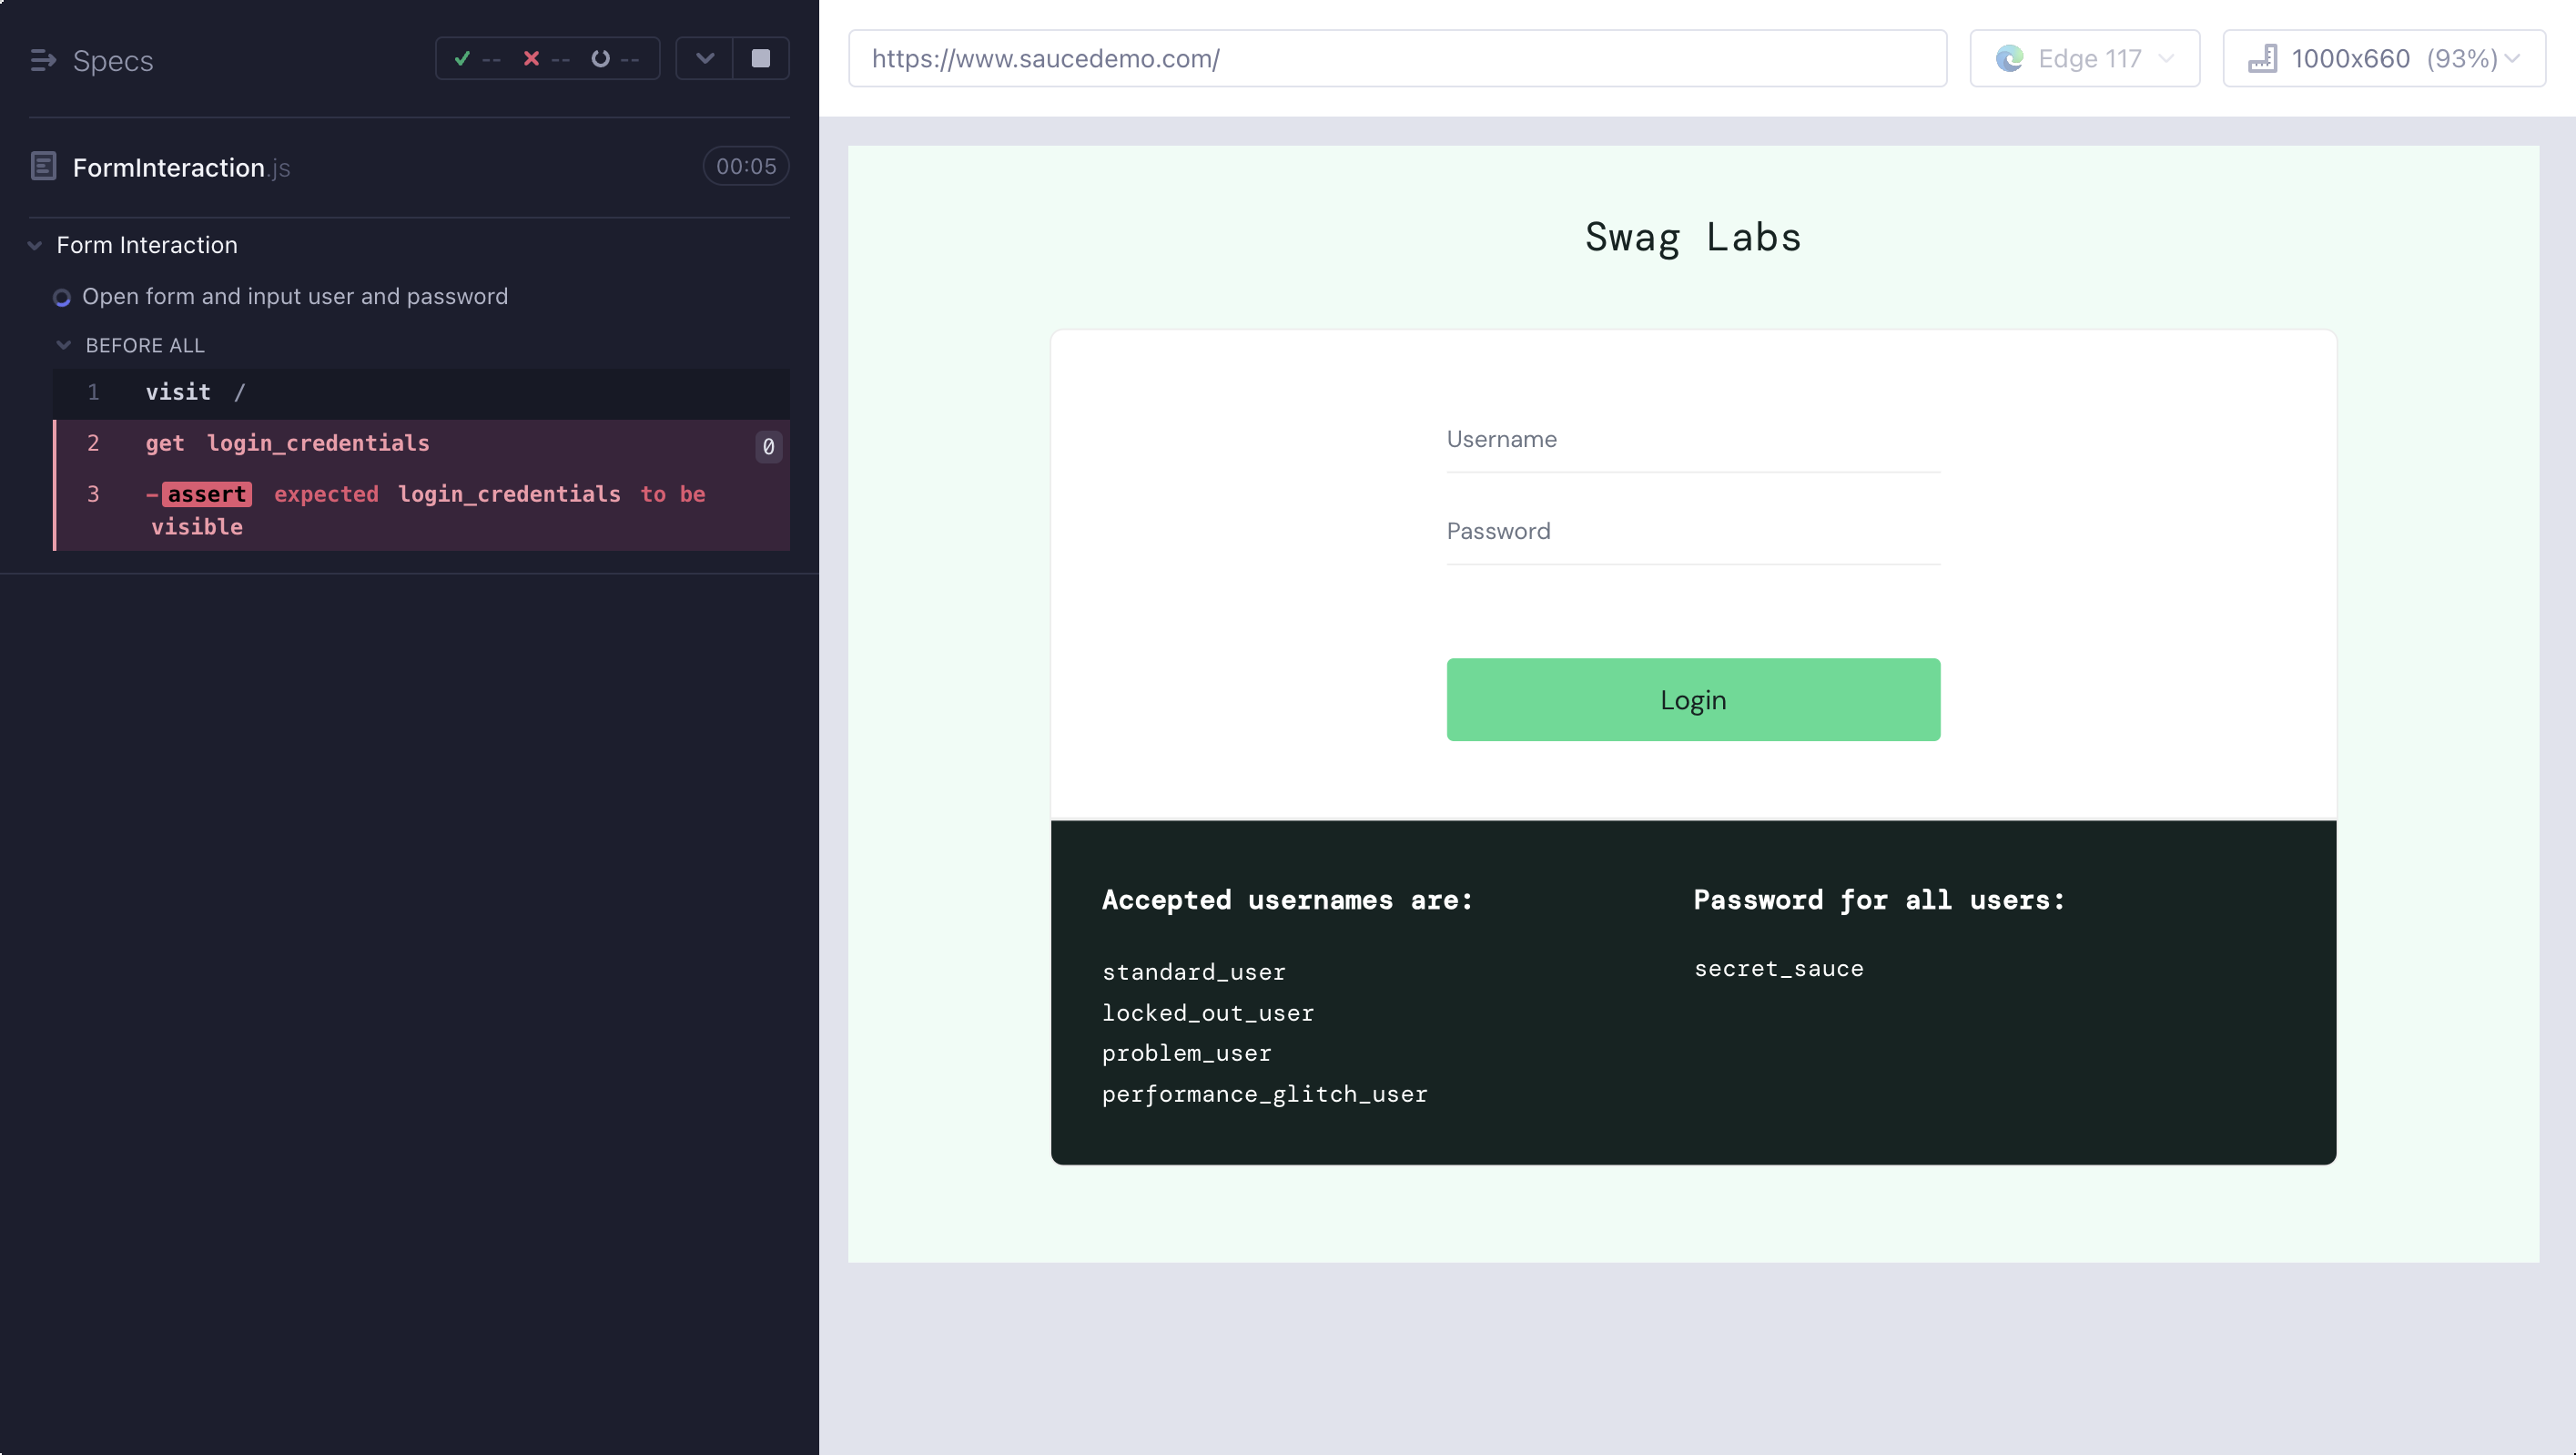 Specs
-- -- --
FormInteraction.js
00:05
Form Interaction
Open form and input user and password
BEFORE ALL
1 visit /
2 get login_credentials 0
3 -assert expected login_credentials to be
visible
https://www.saucedemo.com/
Edge 117
1000x660 (93%)
Swag Labs
Username
Password
Login
Accepted usernames are:
standard_user
locked_out_user
problem_user
performance_glitch_user
Password for all users:
secret_sauce